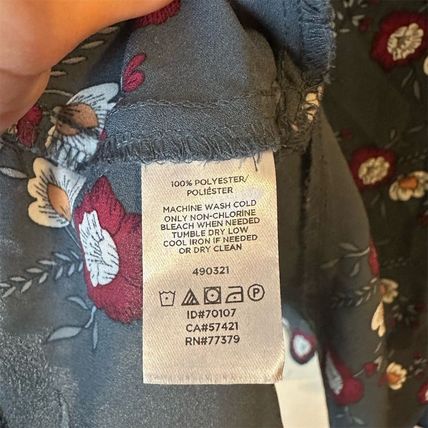 100% POLYESTER/
POLIÉSTER
MACHINE WASH COLD
ONLY NON-CHLORINE
BLEACH WHEN NEEDED
TUMBLE DRY LOW
COOL IRON IF NEEDED
OR DRY CLEAN
490321
P
ID#70107
CA#57421
RN#77379